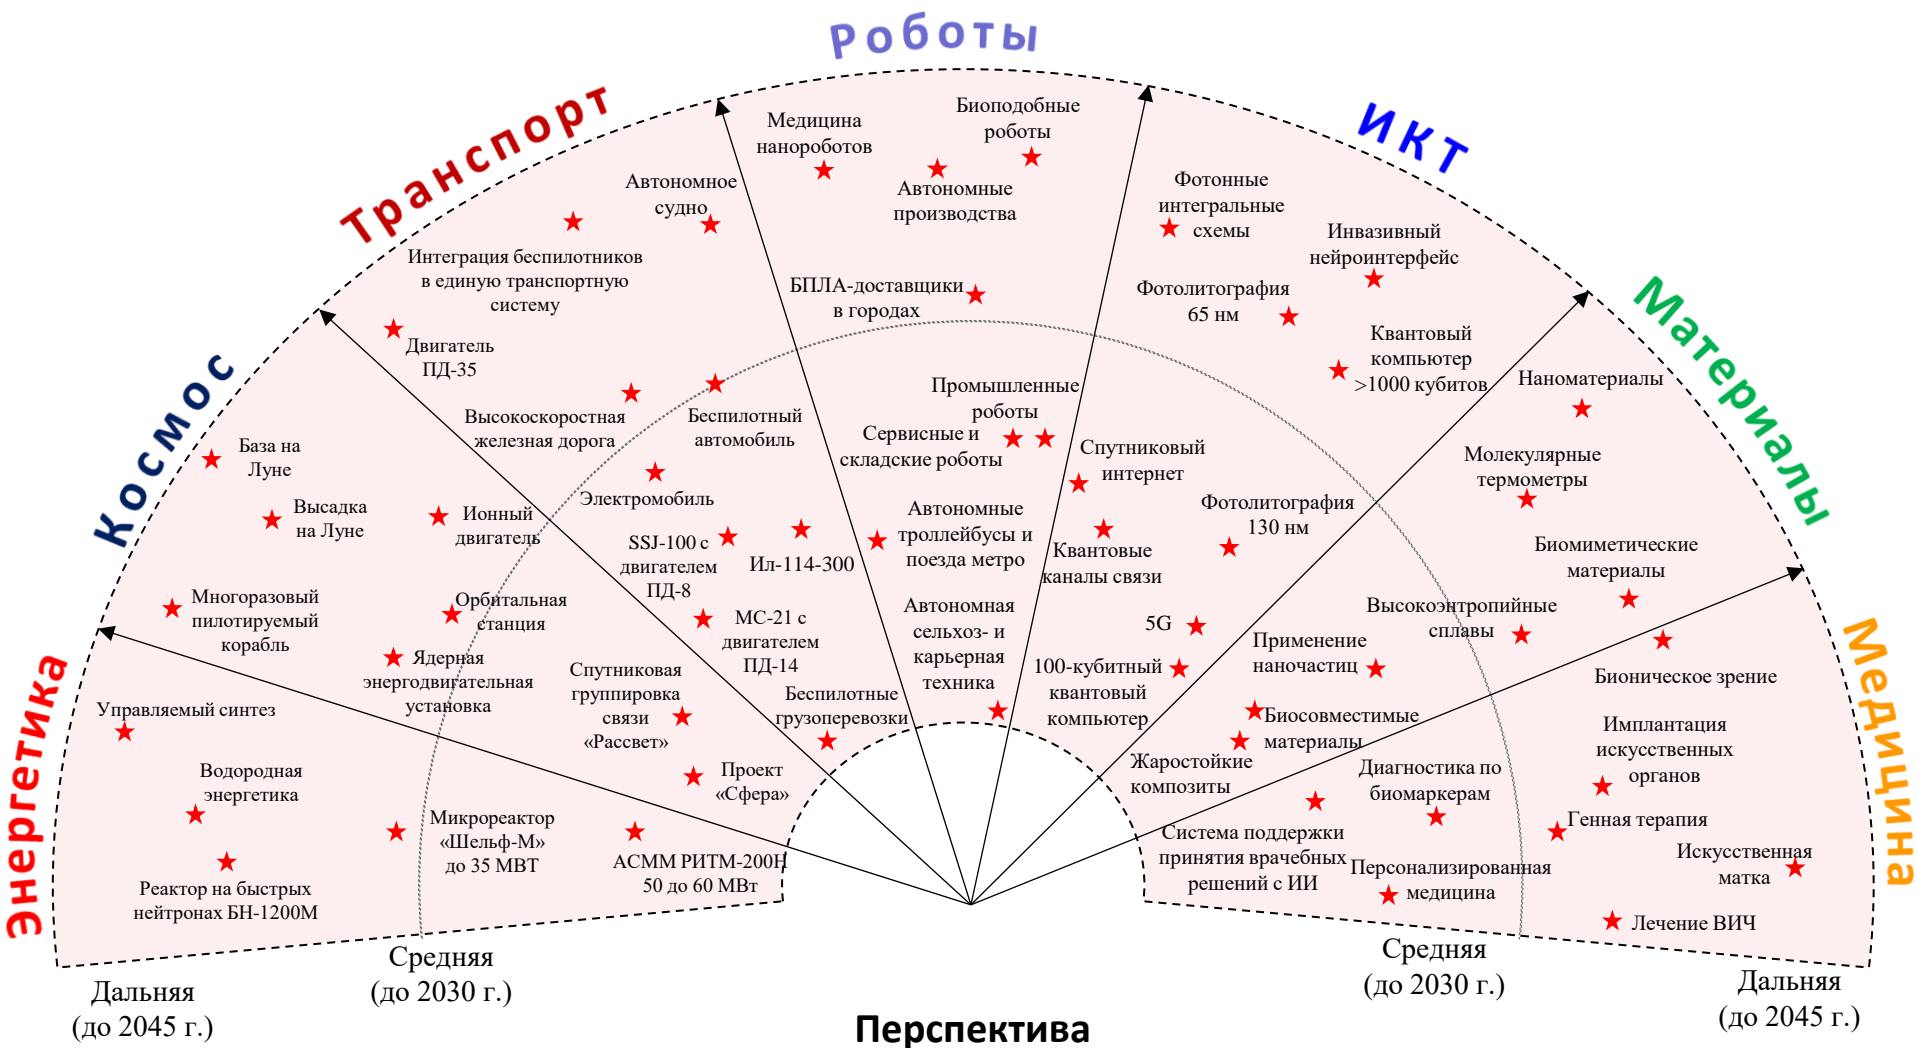 Роботы
Транспорт
ИКТ
Космос
Материалы
Энергетика
Медицина
Управляемый синтез
Водородная
энергетика
Реактор на быстрых
нейтронах БН-1200М
Микрореактор
«Шельф-М»
до 35 МВТ
АСММ РИТМ-200Н
50 до 60 МВт
База на
Луне
Высадка
на Луне
Ионный
двигатель
Многоразовый
пилотируемый
корабль
Орбитальная
станция
Ядерная
энергодвигательная
установка
Спутниковая
группировка
связи
«Рассвет»
Проект
«Сфера»
Автономное
судно
Интеграция беспилотников
в единую транспортную
систему
Двигатель
ПД-35
Высокоскоростная
железная дорога
Беспилотный
автомобиль
Электромобиль
SSJ-100 с
двигателем
ПД-8
Ил-114-300
МС-21 с
двигателем
ПД-14
Беспилотные
грузоперевозки
Медицина
нанороботов
Биоподобные
роботы
Автономные
производства
БПЛА-доставщики
в городах
Промышленные
роботы
Сервисные и
складские роботы
Автономные
троллейбусы и
поезда метро
Автономная
сельхоз- и
карьерная
техника
Фотонные
интегральные
схемы
Инвазивный
нейроинтерфейс
Фотолитография
65 нм
Квантовый
компьютер
>1000 кубитов
Спутниковый
интернет
Фотолитография
130 нм
Квантовые
каналы связи
5G
100-кубитный
квантовый
компьютер
Наноматериалы
Молекулярные
термометры
Биомиметические
материалы
Высокоэнтропийные
сплавы
Применение
наночастиц
Биосовместимые
материалы
Жаростойкие
композиты
Бионическое зрение
Имплантация
искусственных
органов
Диагностика по
биомаркерам
Генная терапия
Система поддержки
принятия врачебных
решений с ИИ
Персонализированная
медицина
Искусственная
матка
Лечение ВИЧ
Дальняя
(до 2045 г.)
Средняя
(до 2030 г.)
Перспектива
Средняя
(до 2030 г.)
Дальняя
(до 2045 г.)